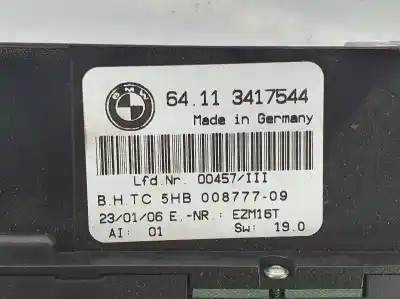 BMW
64.11 3417544
Made in Germany
Lfd.Nr. 00457/III
B.H.TC 5HB 008777-09
23/01/06 E.-NR.: EZM16T
AI: 01 Sw: 19.0